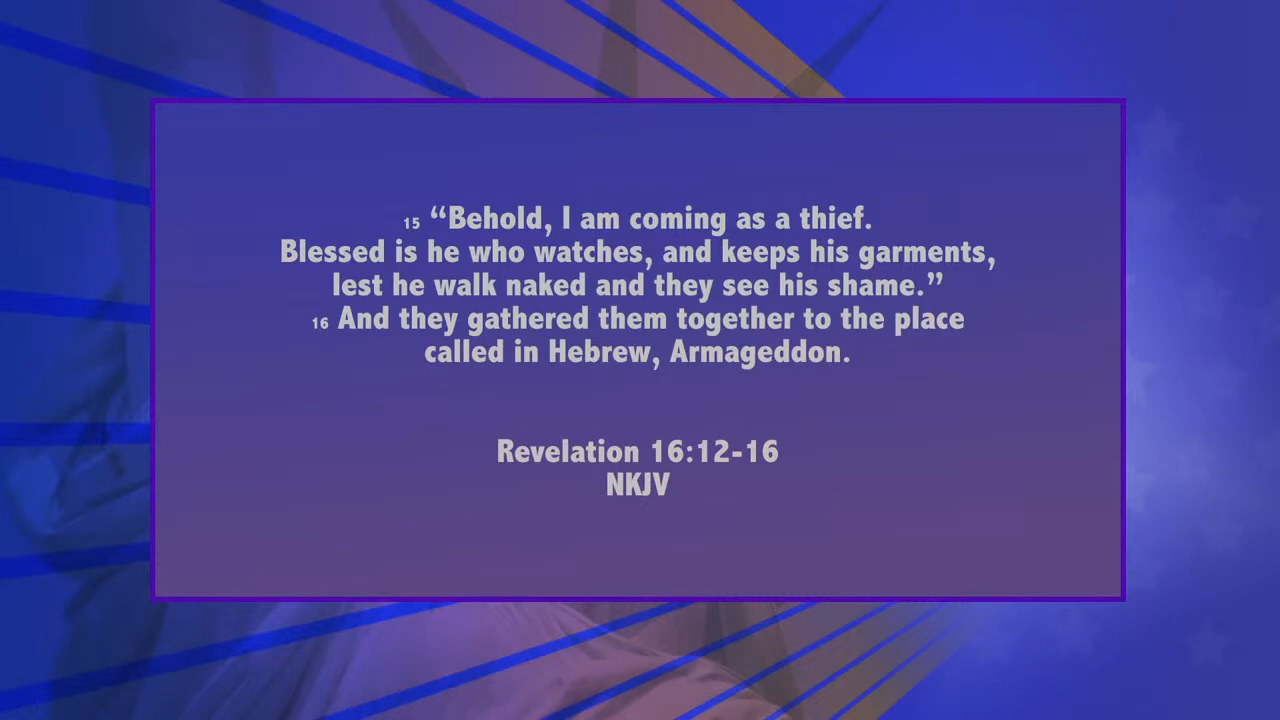 15 “Behold, I am coming as a thief.
Blessed is he who watches, and keeps his garments,
lest he walk naked and they see his shame.”
16 And they gathered them together to the place
called in Hebrew, Armageddon.
Revelation 16:12-16
NKJV